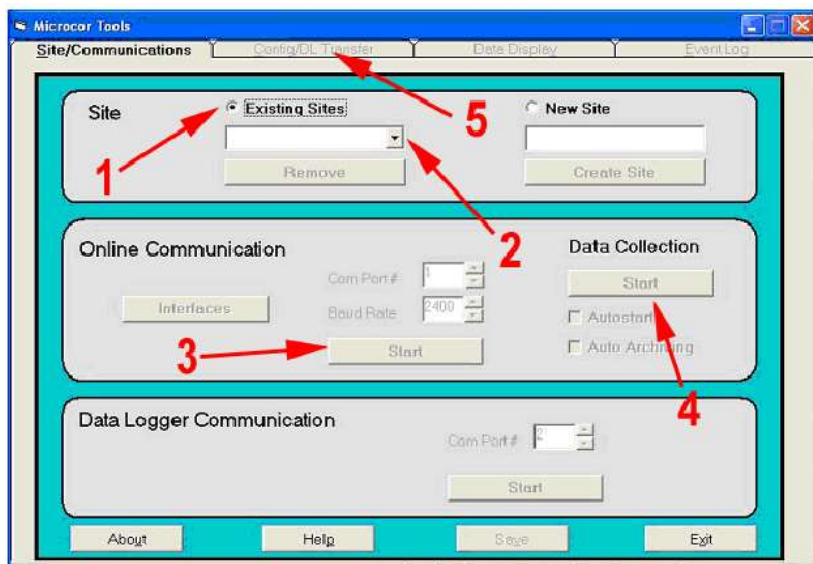 Microcor Tools
Site/Communications Config/DL Transfer Data Display Event Log
Site Existing Sites 5 New Site
1
Remove Create Site
2
Online Communication Data Collection
Com Port # 1 Start
Interfaces Baud Rate 2400 Autostart
3 Start Auto Archiving
4
Data Logger Communication
Com Port # 2
Start
About Help Save Exit